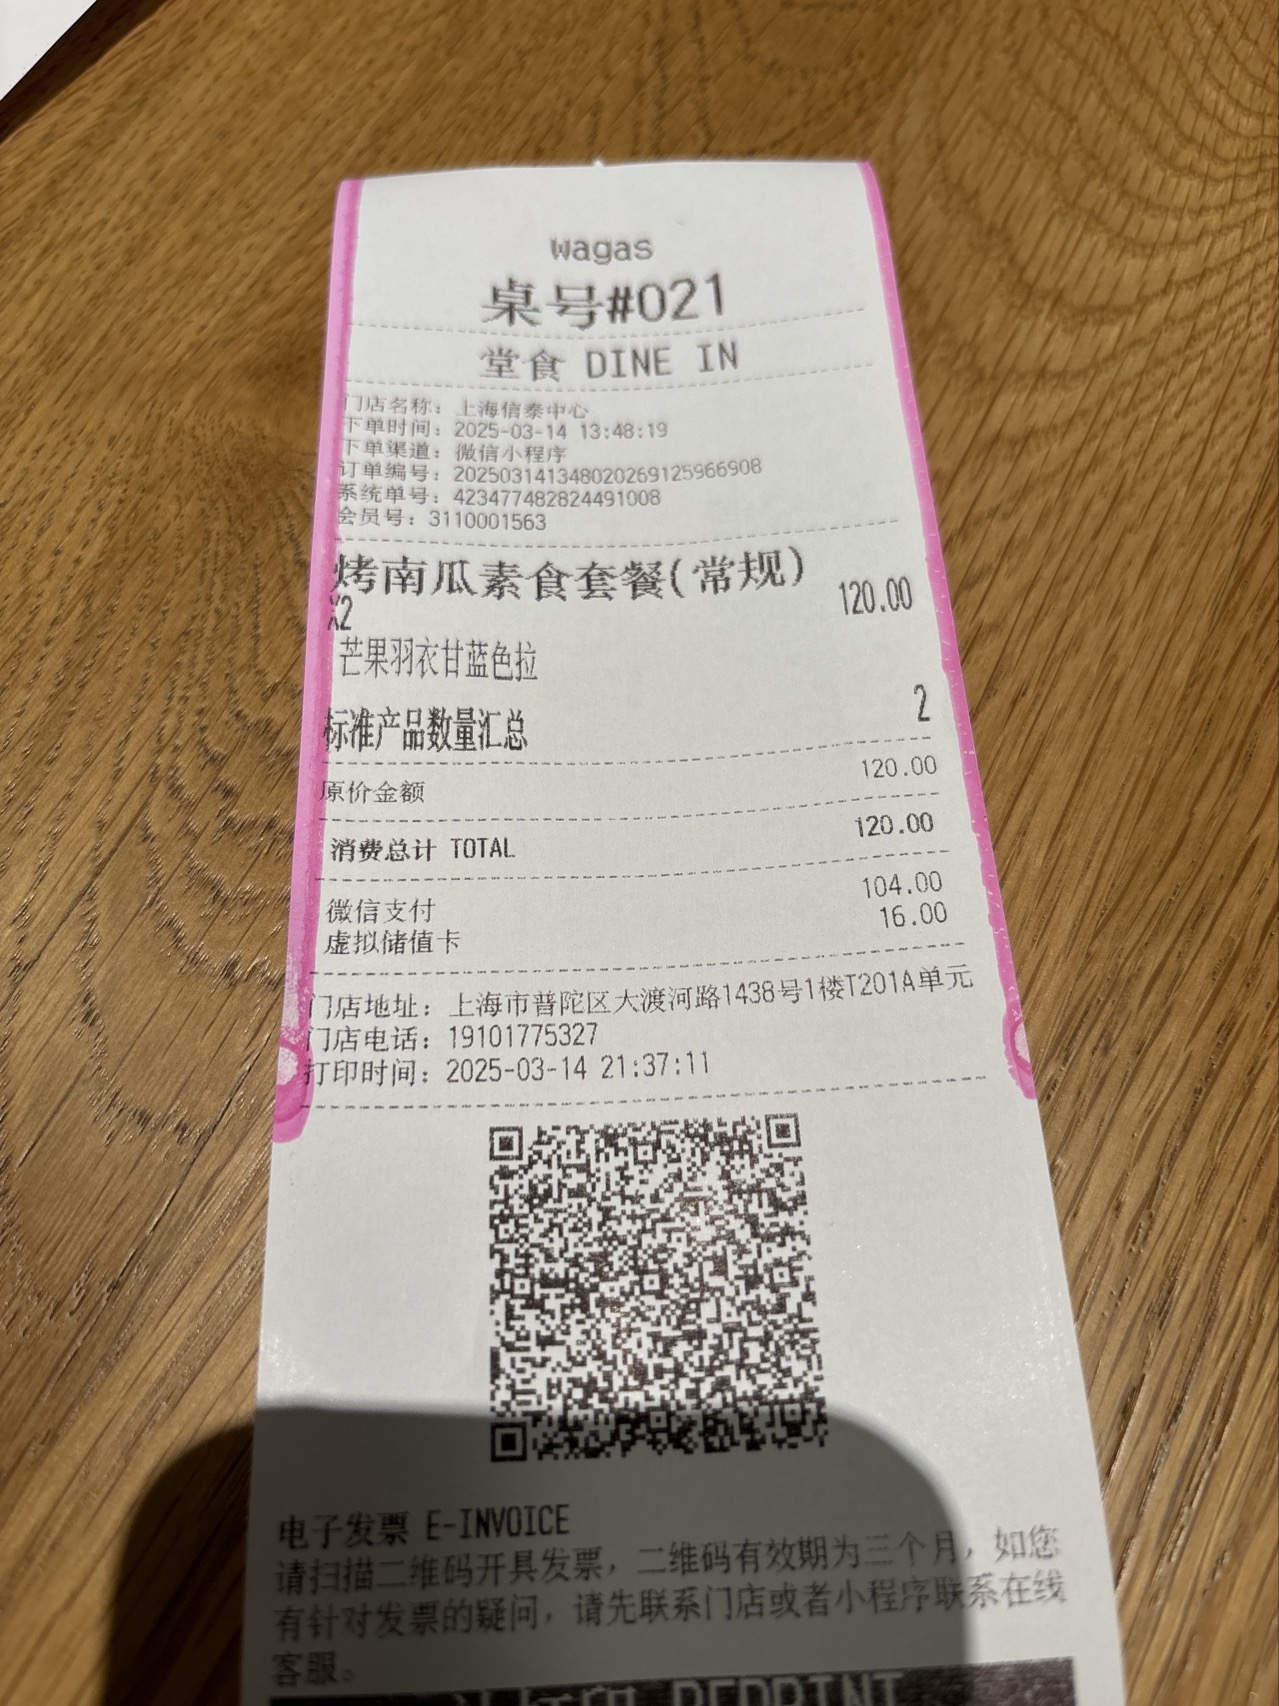 wagas
桌号#021
堂食 DINE IN
门店名称：上海信泰中心
下单时间：2025-03-14 13:48:19
下单渠道：微信小程序
订单编号：20250314134802026912596​6908
系统单号：423477482824491008
会员号：3110001563
烤南瓜素食套餐(常规)
X2 120.00
芒果羽衣甘蓝色拉
标准产品数量汇总 2
原价金额 120.00
消费总计 TOTAL 120.00
微信支付 104.00
虚拟储值卡 16.00
门店地址：上海市普陀区大渡河路1438号1楼T201A单元
门店电话：19101775327
打印时间：2025-03-14 21:37:11
电子发票 E-INVOICE
请扫描二维码开具发票，二维码有效期为三个月，如您
有针对发票的疑问，请先联系门店或者小程序联系在线
客服。
REPRINT